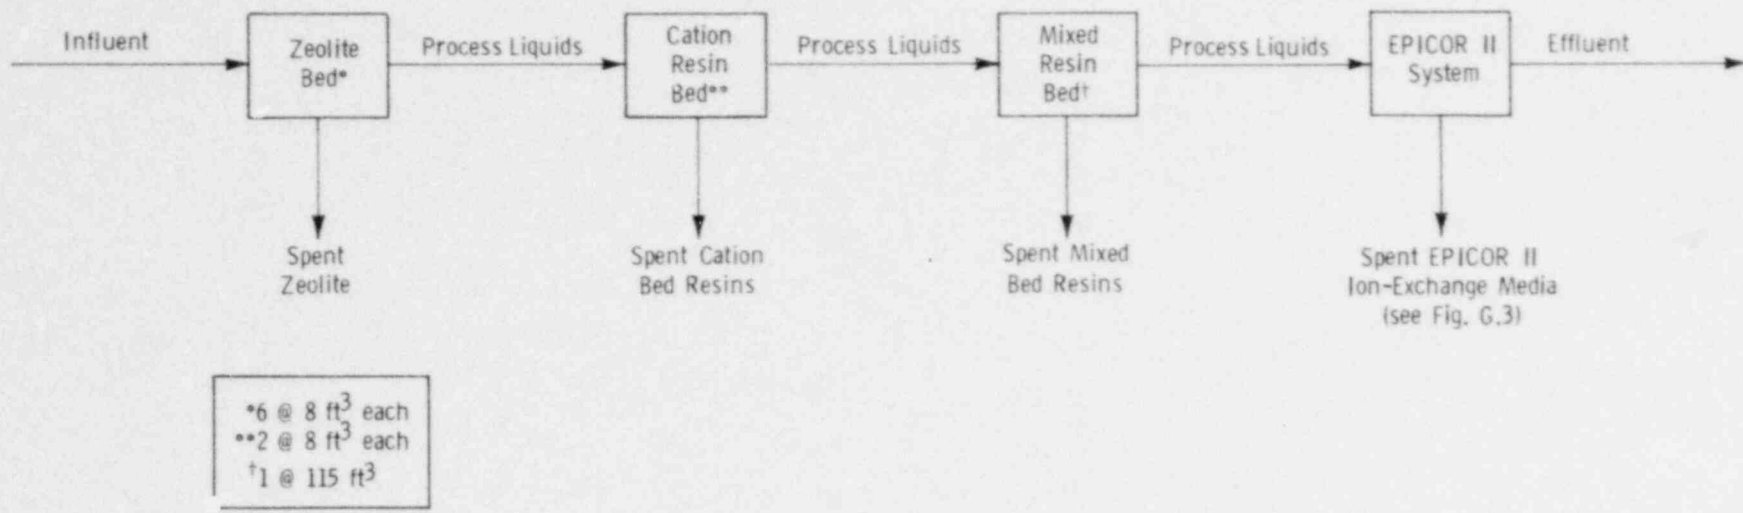 Influent
Zeolite
Bed*
Process Liquids
Cation
Resin
Bed**
Process Liquids
Mixed
Resin
Bed†
Process Liquids
EPICOR II
System
Effluent
Spent
Zeolite
Spent Cation
Bed Resins
Spent Mixed
Bed Resins
Spent EPICOR II
Ion-Exchange Media
(see Fig. G.3)
*6 @ 8 ft³ each
**2 @ 8 ft³ each
†1 @ 115 ft³